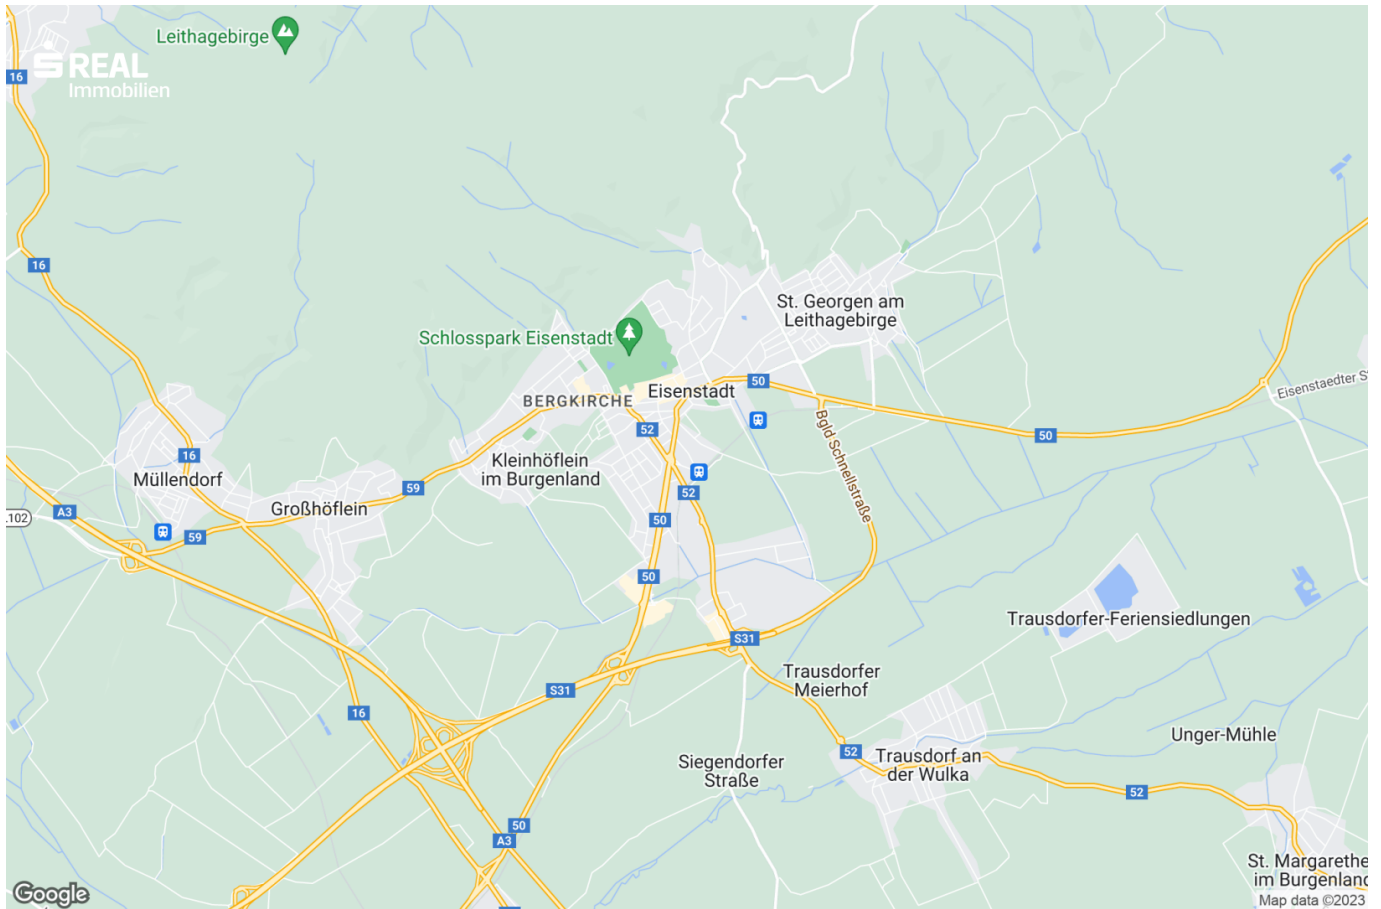 Leithagebirge
16
REAL
Immobilien
16
St. Georgen am
Leithagebirge
Schlosspark Eisenstadt
50
Eisenstaedter S
Eisenstadt
BERGKIRCHE
52
50
Bgld Schnellstraße
16
Kleinhöflein
im Burgenland
Müllendorf
59
52
Großhöflein
A3
102
50
59
50
Trausdorfer-Feriensiedlungen
S31
Trausdorfer
Meierhof
S31
16
Unger-Mühle
52
Trausdorf an
der Wulka
Siegendorfer
Straße
52
50
A3
St. Margarethe
im Burgenland
Google
Map data ©2023